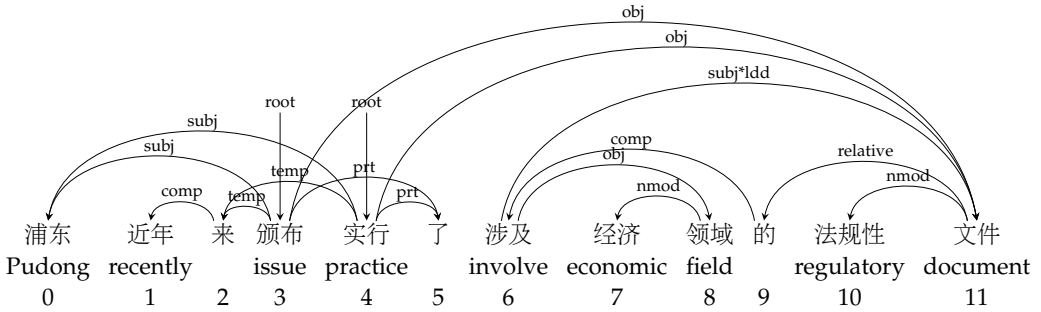 obj
obj
subj*ldd
root root
subj
comp relative
subj obj
temp prt
comp temp prt nmod nmod
浦东 近年 来 颁布 实行 了 涉及 经济 领域 的 法规性 文件
Pudong recently issue practice involve economic field regulatory document
0 1 2 3 4 5 6 7 8 9 10 11